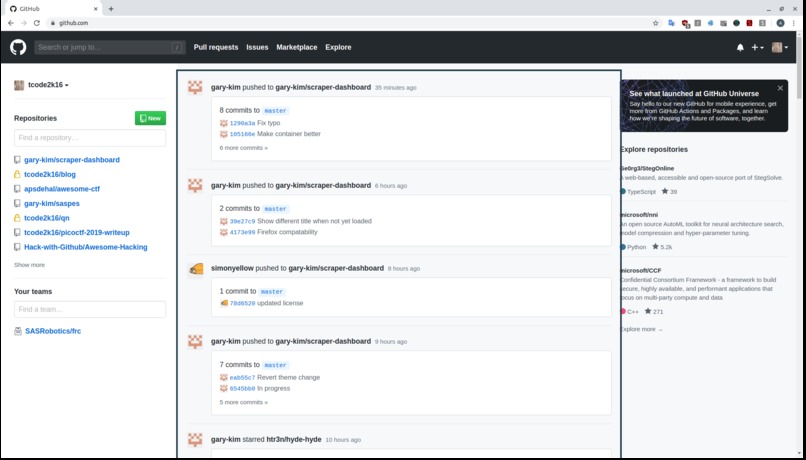 GitHub
github.com
Search or jump to…
/
Pull requests Issues Marketplace Explore
tcode2k16
Repositories
New
Find a repository…
gary-kim/scraper-dashboard
tcode2k16/blog
apsdehal/awesome-ctf
gary-kim/saspes
tcode2k16/qn
tcode2k16/picoctf-2019-writeup
Hack-with-Github/Awesome-Hacking
Show more
Your teams
Find a team…
SASRobotics/frc
gary-kim pushed to gary-kim/scraper-dashboard 35 minutes ago
8 commits to master
1290a3a Fix typo
105186e Make container better
6 more commits »
gary-kim pushed to gary-kim/scraper-dashboard 6 hours ago
2 commits to master
39e27c9 Show different title when not yet loaded
4173e99 Firefox compatability
simonyellow pushed to gary-kim/scraper-dashboard 8 hours ago
1 commit to master
78d6520 updated license
gary-kim pushed to gary-kim/scraper-dashboard 9 hours ago
7 commits to master
eab55c7 Revert theme change
6545bb0 In progress
5 more commits »
gary-kim starred htr3n/hyde-hyde 10 hours ago
See what launched at GitHub Universe
Say hello to our new GitHub for mobile experience, get
more from GitHub Actions and Packages, and learn
how we're shaping the future of software, together.
Explore repositories
Ge0rg3/StegOnline
A web-based, accessible and open-source port of StegSolve.
TypeScript 39
microsoft/nni
An open source AutoML toolkit for neural architecture search,
model compression and hyper-parameter tuning.
Python 5.2k
microsoft/CCF
Confidential Consortium Framework - a framework to build
secure, highly available, and performant applications that
focus on multi-party compute and data
C++ 271
Explore more →